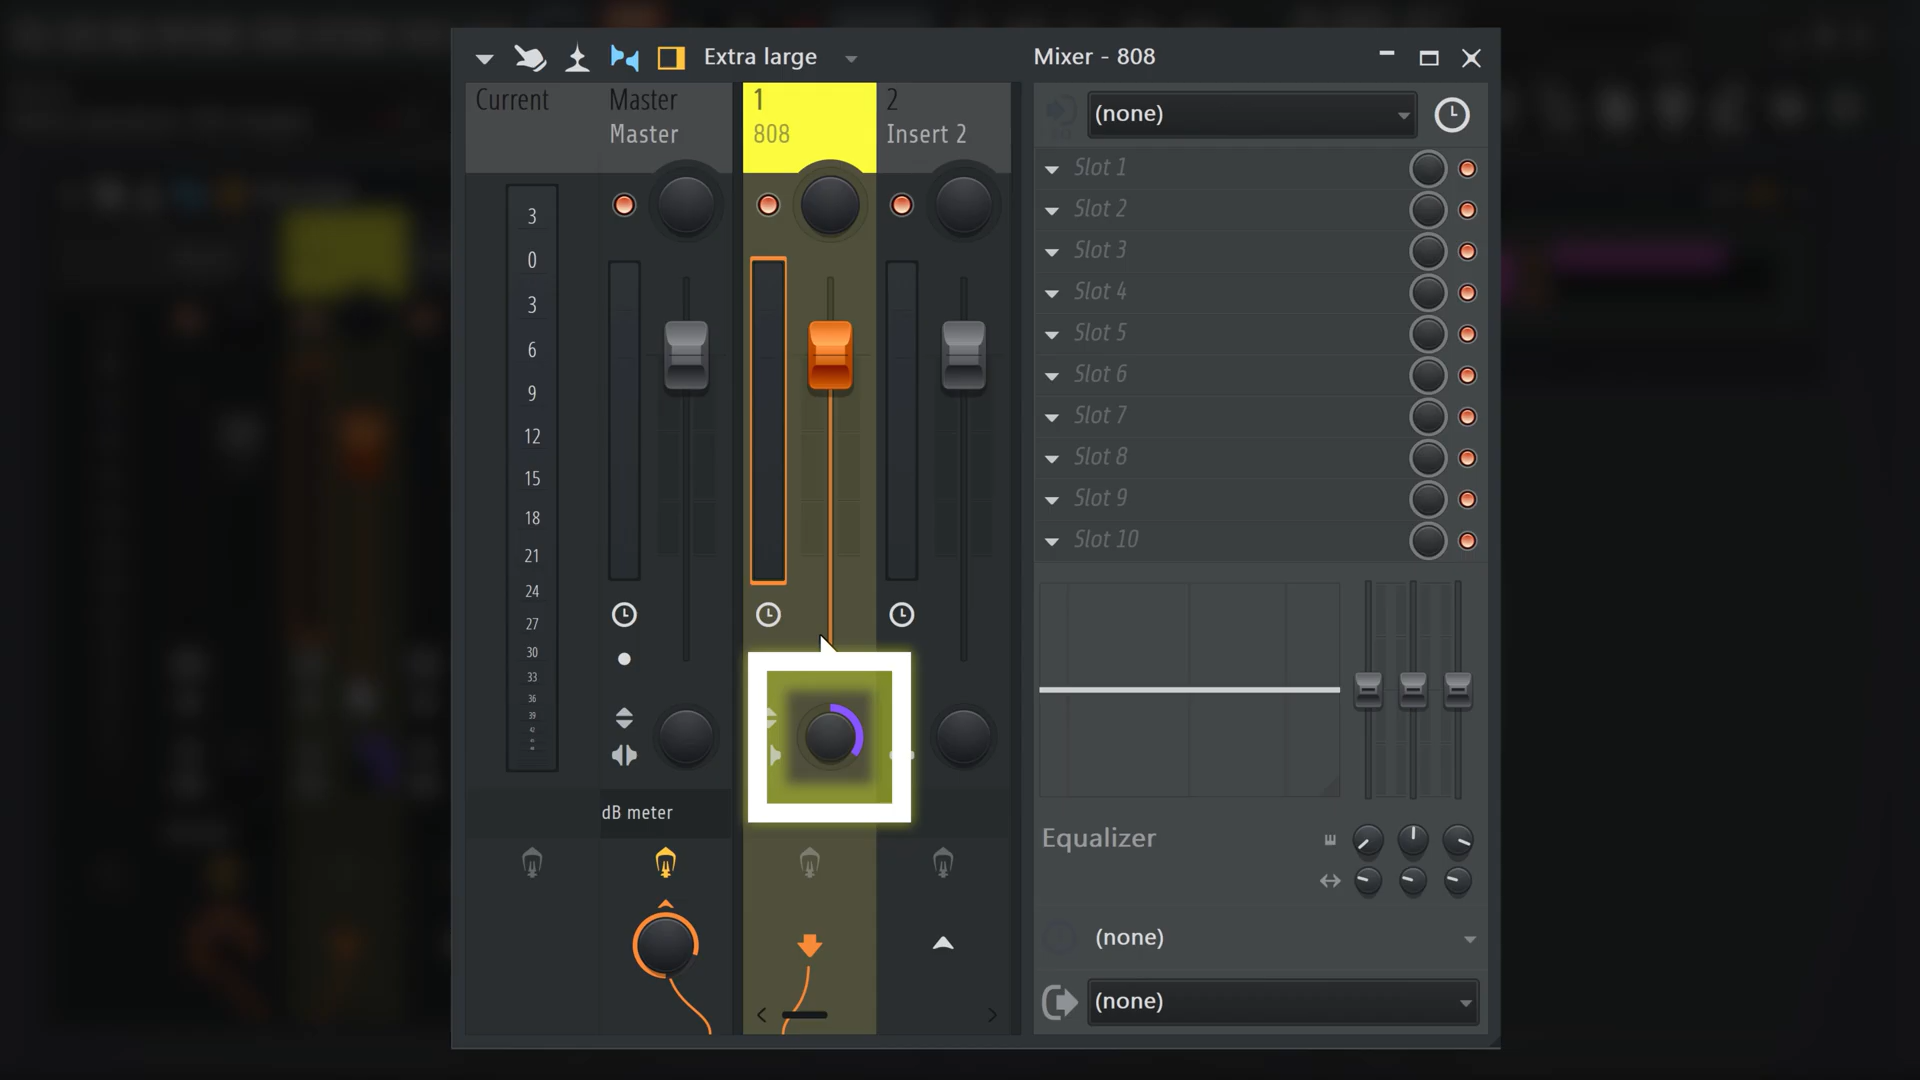 Extra large
Mixer - 808
Current
Master
Master
1
808
2
Insert 2
3
0
3
6
9
12
15
18
21
24
27
30
33
36
39
dB meter
(none)
Slot 1
Slot 2
Slot 3
Slot 4
Slot 5
Slot 6
Slot 7
Slot 8
Slot 9
Slot 10
Equalizer
(none)
(none)